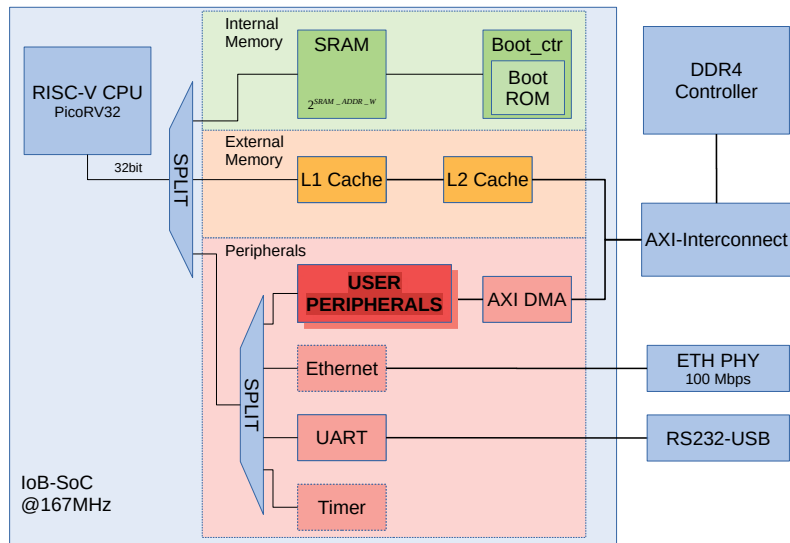 Internal
Memory
SRAM
2^SRAM_ADDR_W
Boot_ctr
Boot
ROM
RISC-V CPU
PicoRV32
DDR4
Controller
32bit
SPLIT
External
Memory
L1 Cache
L2 Cache
AXI-Interconnect
Peripherals
USER
PERIPHERALS
AXI DMA
SPLIT
Ethernet
ETH PHY
100 Mbps
UART
RS232-USB
Timer
IoB-SoC
@167MHz